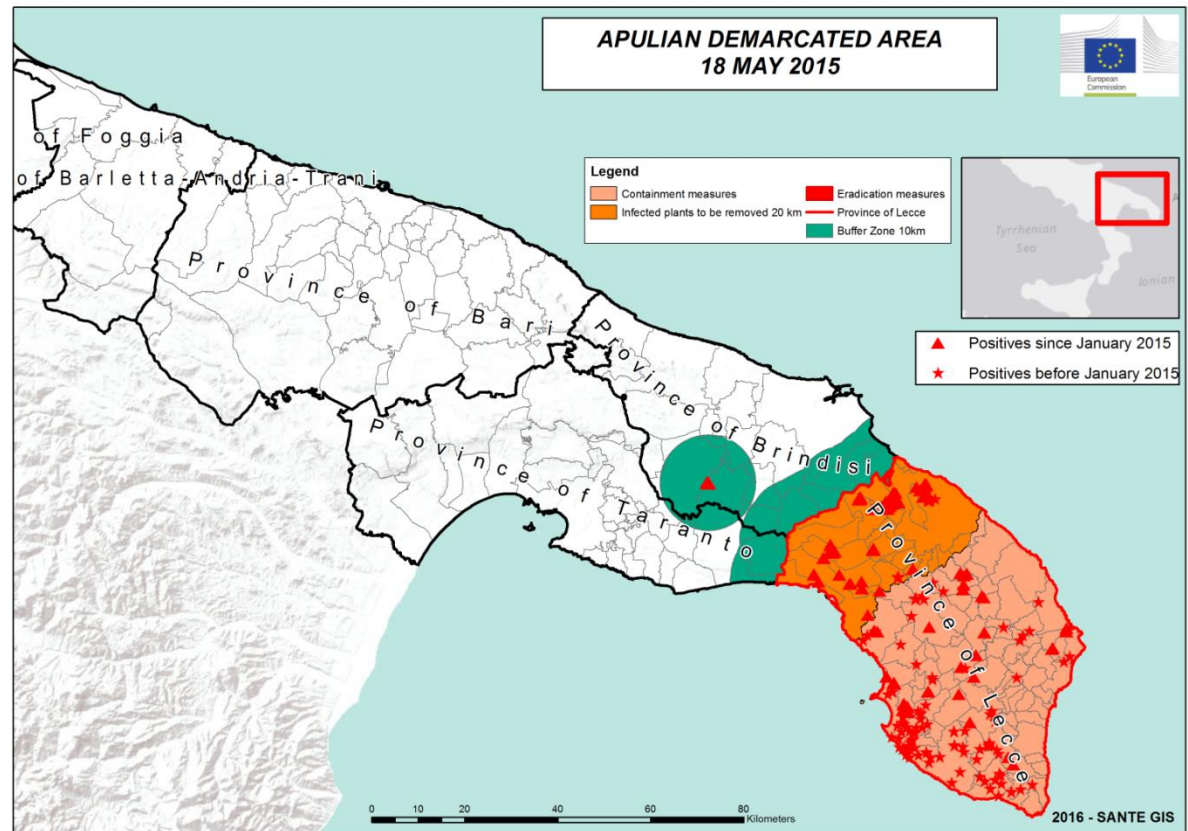 APULIAN DEMARCATED AREA
18 MAY 2015
European
Commission
of Foggia
of Barletta-Andria-Trani
Legend
Containment measures
Eradication measures
Infected plants to be removed 20 km
Province of Lecce
Buffer Zone 10km
Tyrrhenian
Sea
Ionian
A
Positives since January 2015
Positives before January 2015
Province of Bari
Province of Brindisi
Province of Taranto
Province of Lecce
0 10 20 40 60 80
Kilometers
2016 - SANTE GIS